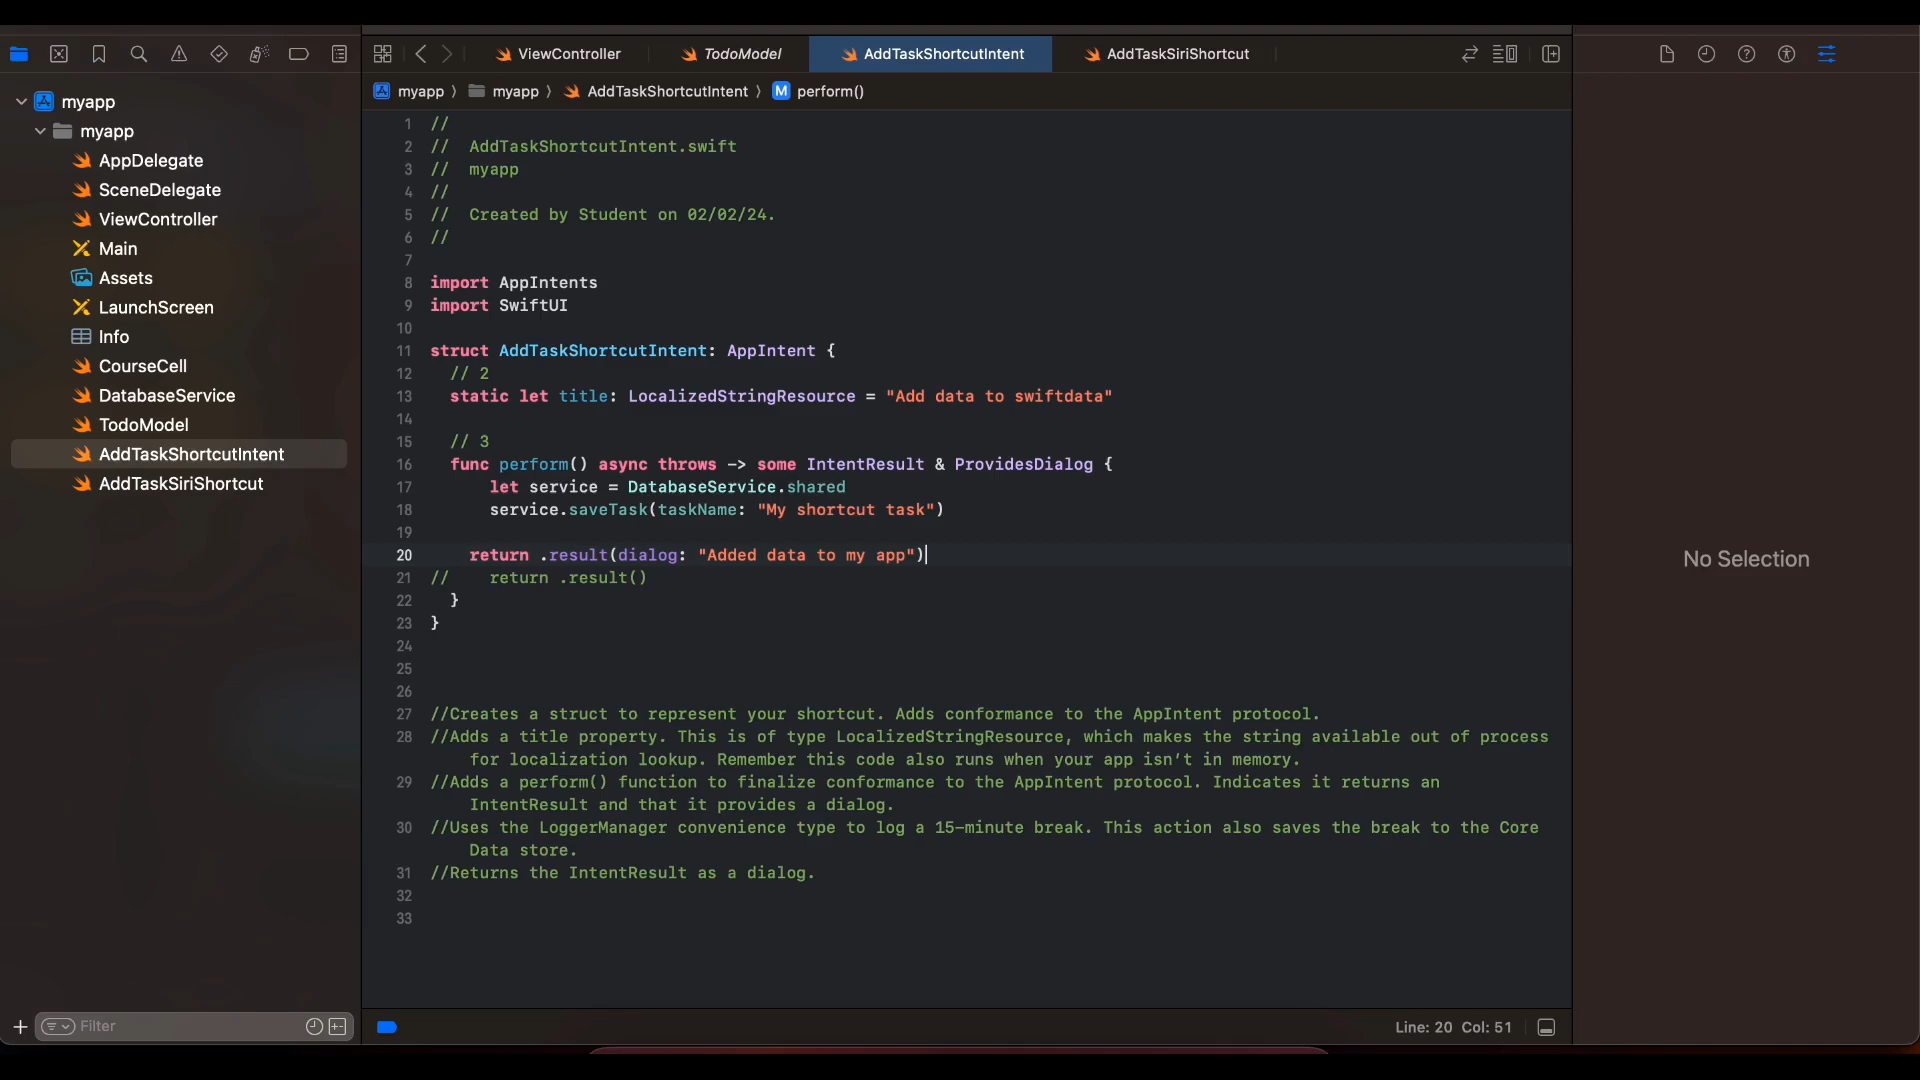 ViewController
TodoModel
AddTaskShortcutIntent
AddTaskSiriShortcut
myapp 〉 myapp 〉 AddTaskShortcutIntent 〉 M perform()
myapp
myapp
AppDelegate
SceneDelegate
ViewController
Main
Assets
LaunchScreen
Info
CourseCell
DatabaseService
TodoModel
AddTaskShortcutIntent
AddTaskSiriShortcut
Filter
1 //
2 //  AddTaskShortcutIntent.swift
3 //  myapp
4 //
5 //  Created by Student on 02/02/24.
6 //
7
8 import AppIntents
9 import SwiftUI
10
11 struct AddTaskShortcutIntent: AppIntent {
12   // 2
13   static let title: LocalizedStringResource = "Add data to swiftdata"
14
15   // 3
16   func perform() async throws -> some IntentResult & ProvidesDialog {
17       let service = DatabaseService.shared
18       service.saveTask(taskName: "My shortcut task")
19
20     return .result(dialog: "Added data to my app")
21 //    return .result()
22   }
23 }
24
25
26
27 //Creates a struct to represent your shortcut. Adds conformance to the AppIntent protocol.
28 //Adds a title property. This is of type LocalizedStringResource, which makes the string available out of process
for localization lookup. Remember this code also runs when your app isn’t in memory.
29 //Adds a perform() function to finalize conformance to the AppIntent protocol. Indicates it returns an
IntentResult and that it provides a dialog.
30 //Uses the LoggerManager convenience type to log a 15-minute break. This action also saves the break to the Core
Data store.
31 //Returns the IntentResult as a dialog.
32
33
No Selection
Line: 20 Col: 51